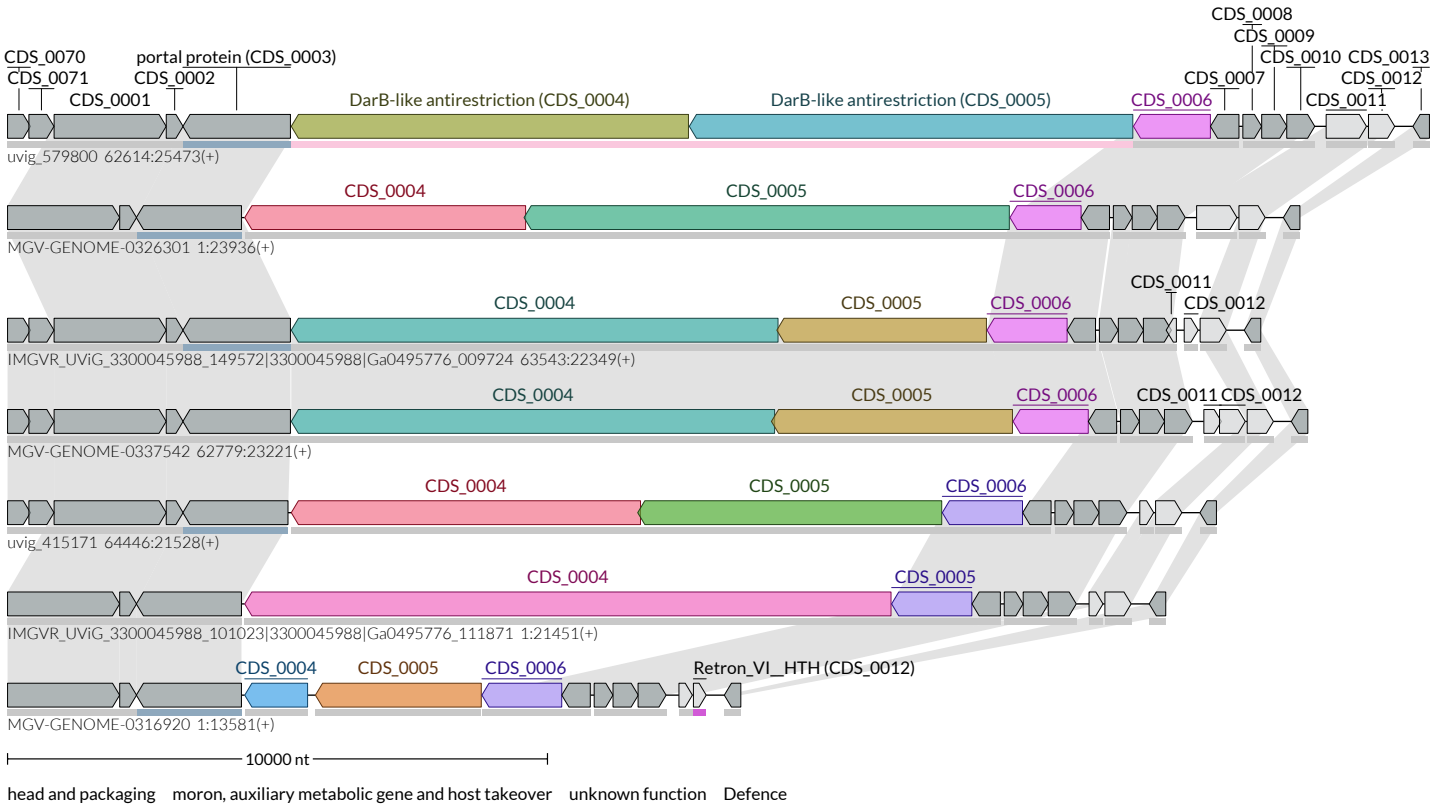 CDS_0008
CDS_0009
CDS_0070 portal protein (CDS_0003) CDS_0010 CDS_0013
CDS_0071 CDS_0002 CDS_0007 CDS_0012
CDS_0001 DarB-like antirestriction (CDS_0004) DarB-like antirestriction (CDS_0005) CDS_0006 CDS_0011
uvig_579800 62614:25473(+)
CDS_0004 CDS_0005 CDS_0006
MGV-GENOME-0326301 1:23936(+)
CDS_0011
CDS_0004 CDS_0005 CDS_0006 CDS_0012
IMGVR_UViG_3300045988_149572|3300045988|Ga0495776_009724 63543:22349(+)
CDS_0004 CDS_0005 CDS_0006 CDS_0011 CDS_0012
MGV-GENOME-0337542 62779:23221(+)
CDS_0004 CDS_0005 CDS_0006
uvig_415171 64446:21528(+)
CDS_0004 CDS_0005
IMGVR_UViG_3300045988_101023|3300045988|Ga0495776_111871 1:21451(+)
CDS_0004 CDS_0005 CDS_0006 Retron_VI__HTH (CDS_0012)
MGV-GENOME-0316920 1:13581(+)
10000 nt
head and packaging moron, auxiliary metabolic gene and host takeover unknown function Defence